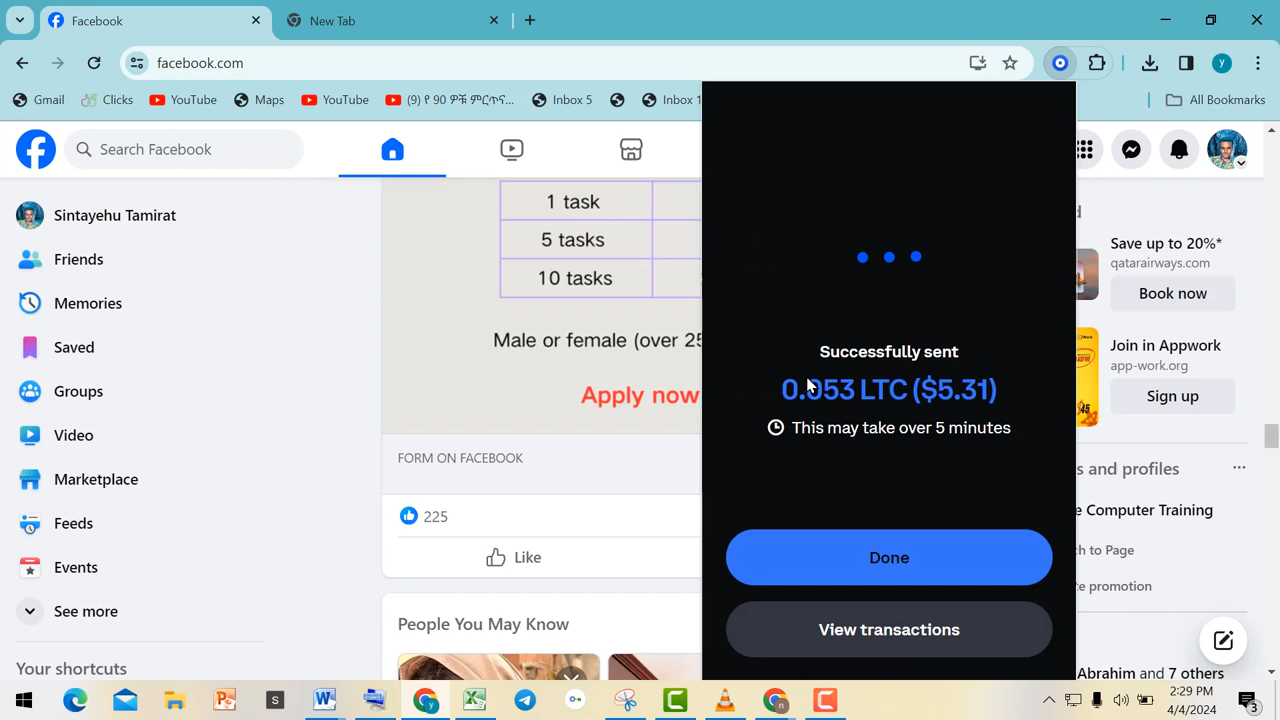 Facebook
New Tab
facebook.com
Gmail
Clicks
YouTube
Maps
YouTube
(9) የ 90 ዎቹ ምርጥና...
Inbox 5
Inbox 1
All Bookmarks
Search Facebook
Sintayehu Tamirat
Friends
Memories
Saved
Groups
Video
Marketplace
Feeds
Events
See more
Your shortcuts
1 task
5 tasks
10 tasks
Male or female (over 25
Apply now
FORM ON FACEBOOK
225
Like
People You May Know
Successfully sent
0.053 LTC ($5.31)
This may take over 5 minutes
Done
View transactions
d
Save up to 20%*
qatarairways.com
Book now
Join in Appwork
app-work.org
Sign up
s and profiles
e Computer Training
ch to Page
te promotion
Abrahim and 7 others
2:29 PM
4/4/2024
3